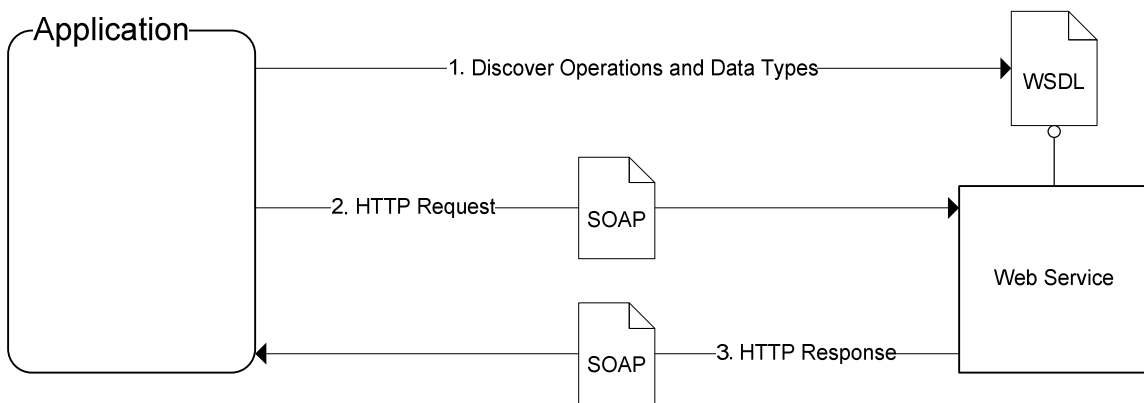 Application
1. Discover Operations and Data Types
WSDL
2. HTTP Request
SOAP
Web Service
SOAP
3. HTTP Response